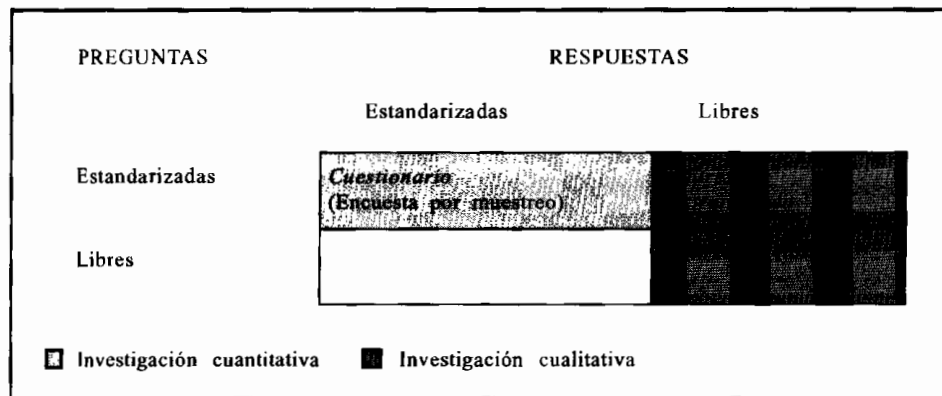 PREGUNTAS RESPUESTAS
Estandarizadas Libres
Estandarizadas Cuestionario
(Encuesta por muestreo)
Libres
Investigación cuantitativa Investigación cualitativa